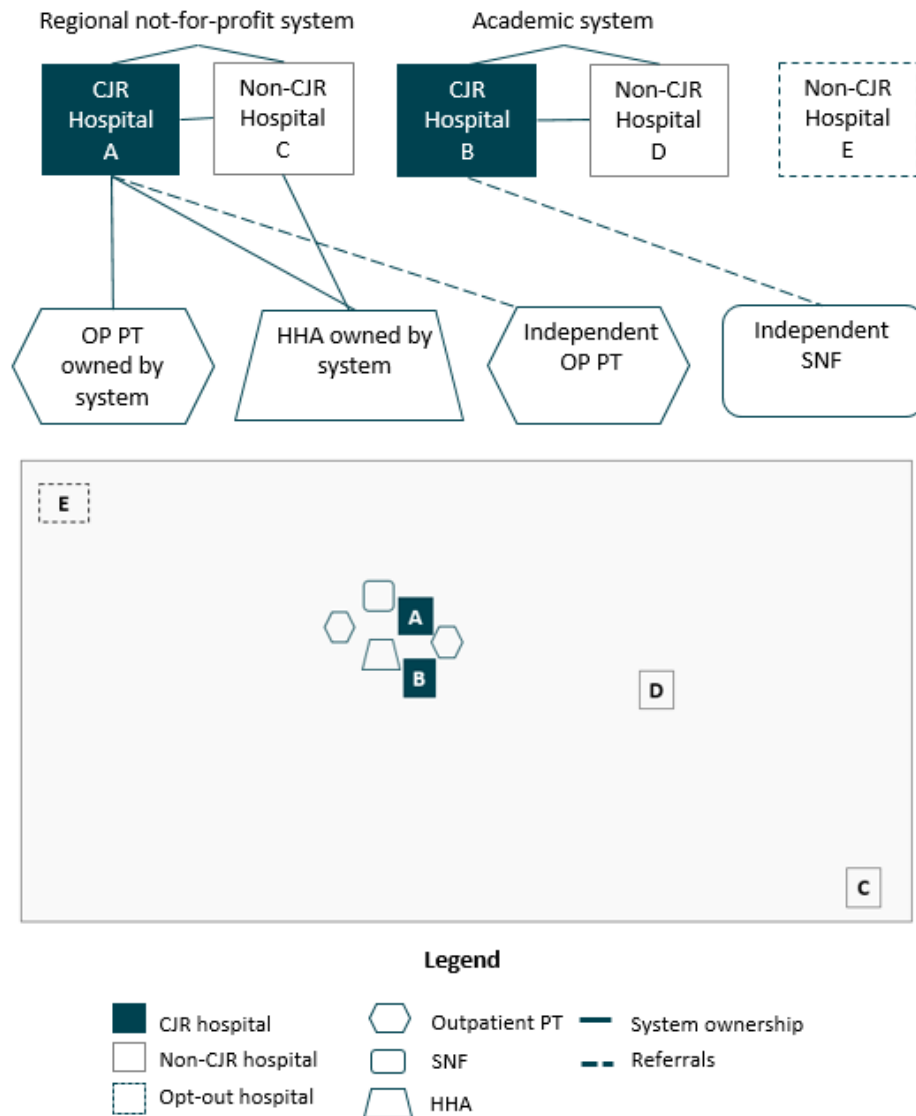 Regional not-for-profit system
Academic system
CJR
Hospital
A
Non-CJR
Hospital
C
CJR
Hospital
B
Non-CJR
Hospital
D
Non-CJR
Hospital
E
OP PT
owned by
system
HHA owned by
system
Independent
OP PT
Independent
SNF
E
A
B
D
C
Legend
CJR hospital
Outpatient PT
System ownership
Non-CJR hospital
SNF
Referrals
Opt-out hospital
HHA